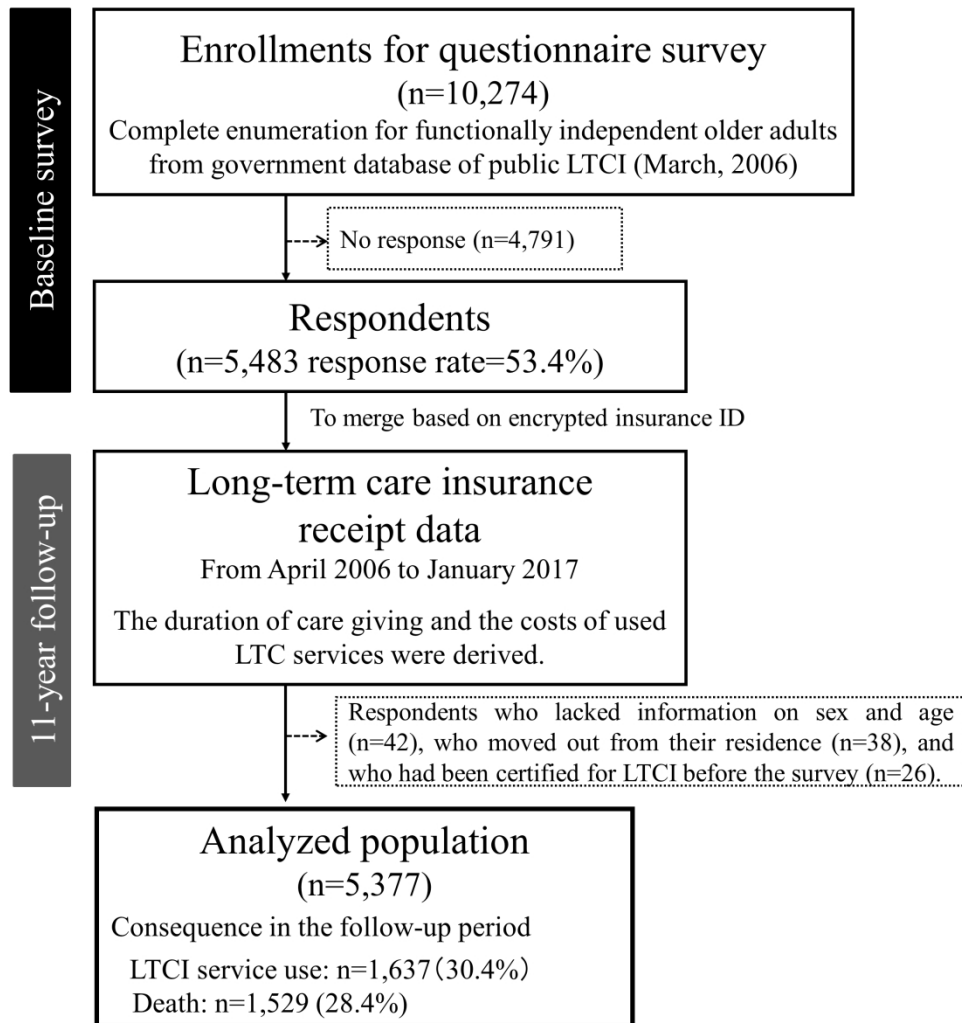 Baseline survey
Enrollments for questionnaire survey
(n=10,274)
Complete enumeration for functionally independent older adults
from government database of public LTCI (March, 2006)
No response (n=4,791)
Respondents
(n=5,483 response rate=53.4%)
To merge based on encrypted insurance ID
11-year follow-up
Long-term care insurance
receipt data
From April 2006 to January 2017
The duration of care giving and the costs of used
LTC services were derived.
Respondents who lacked information on sex and age
(n=42), who moved out from their residence (n=38), and
who had been certified for LTCI before the survey (n=26).
Analyzed population
(n=5,377)
Consequence in the follow-up period
LTCI service use: n=1,637(30.4%)
Death: n=1,529 (28.4%)